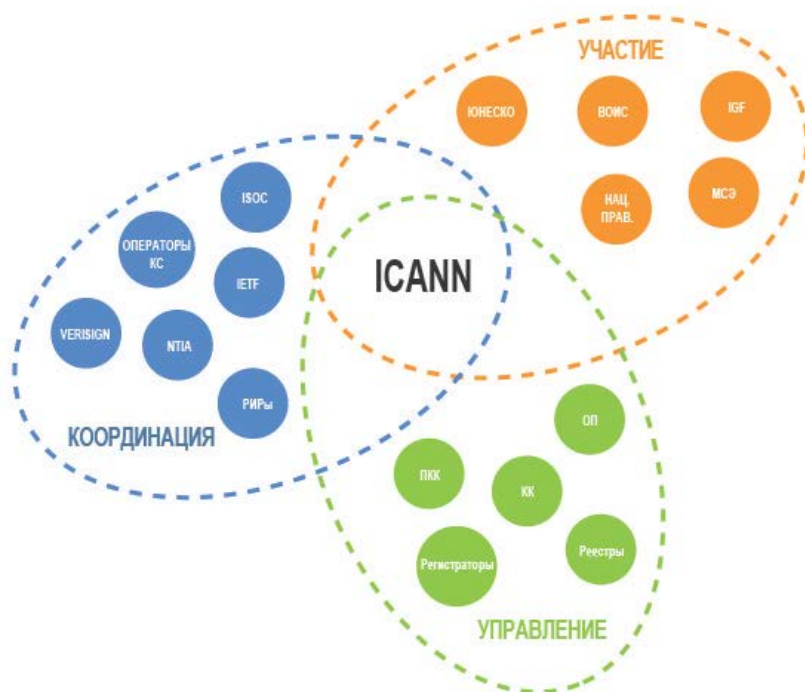 УЧАСТИЕ
ЮНЕСКО
ВОИС
IGF
НАЦ.
ПРАВ.
МСЭ
ISOC
ОПЕРАТОРЫ
КС
IETF
VERISIGN
NTIA
РИРы
КООРДИНАЦИЯ
ICANN
ОП
ПКК
КК
Регистраторы
Реестры
УПРАВЛЕНИЕ